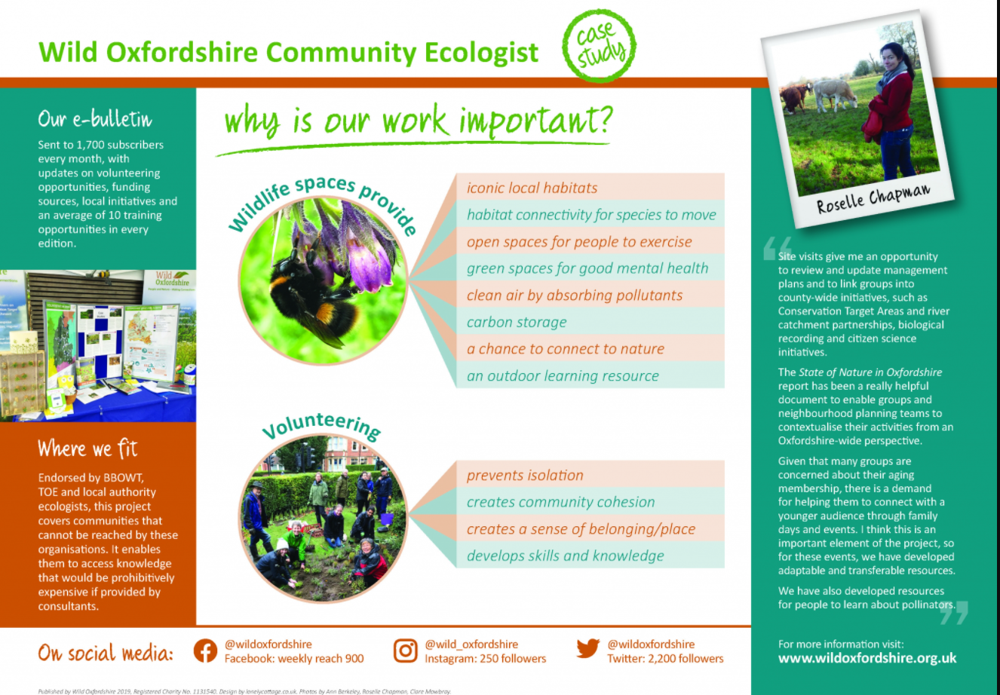 Wild Oxfordshire Community Ecologist
case
study
Our e-bulletin
Sent to 1,700 subscribers
every month, with
updates on volunteering
opportunities, funding
sources, local initiatives and
an average of 10 training
opportunities in every
edition.
Wild
Oxfordshire
Where we fit
Endorsed by BBOWT,
TOE and local authority
ecologists, this project
covers communities that
cannot be reached by these
organisations. It enables
them to access knowledge
that would be prohibitively
expensive if provided by
consultants.
why is our work important?
Wildlife spaces provide
iconic local habitats
habitat connectivity for species to move
open spaces for people to exercise
green spaces for good mental health
clean air by absorbing pollutants
carbon storage
a chance to connect to nature
an outdoor learning resource
Volunteering
prevents isolation
creates community cohesion
creates a sense of belonging/place
develops skills and knowledge
Roselle Chapman
“
Site visits give me an opportunity
to review and update management
plans and to link groups into
county-wide initiatives, such as
Conservation Target Areas and river
catchment partnerships, biological
recording and citizen science
initiatives.
The State of Nature in Oxfordshire
report has been a really helpful
document to enable groups and
neighbourhood planning teams to
contextualise their activities from an
Oxfordshire-wide perspective.
Given that many groups are
concerned about their aging
membership, there is a demand
for helping them to connect with a
younger audience through family
days and events. I think this is an
important element of the project, so
for these events, we have developed
adaptable and transferable resources.
We have also developed resources
for people to learn about pollinators.
”
For more information visit:
www.wildoxfordshire.org.uk
On social media:
@wildoxfordshire
Facebook: weekly reach 900
@wild_oxfordshire
Instagram: 250 followers
@wildoxfordshire
Twitter: 2,200 followers
Published by Wild Oxfordshire 2019, Registered Charity No. 1131540. Design by lonelycottage.co.uk. Photos by Ann Berkeley, Roselle Chapman, Clare Mowbray.